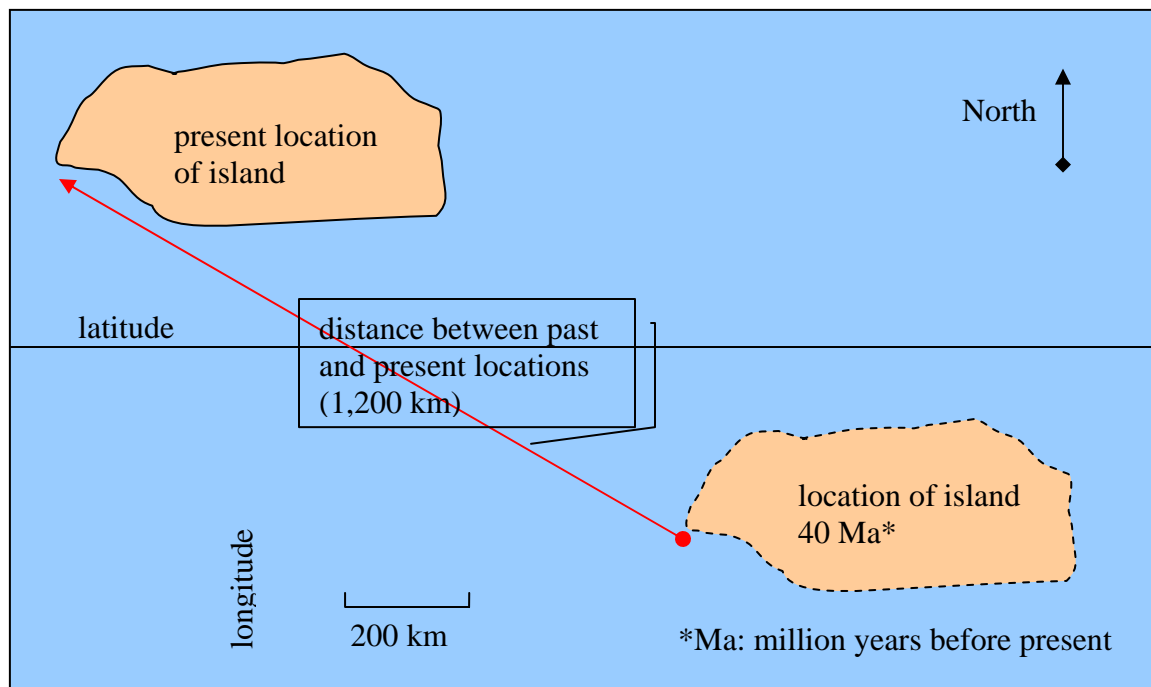 present location
of island
North
latitude
distance between past
and present locations
(1,200 km)
location of island
40 Ma*
longitude
200 km
*Ma: million years before present